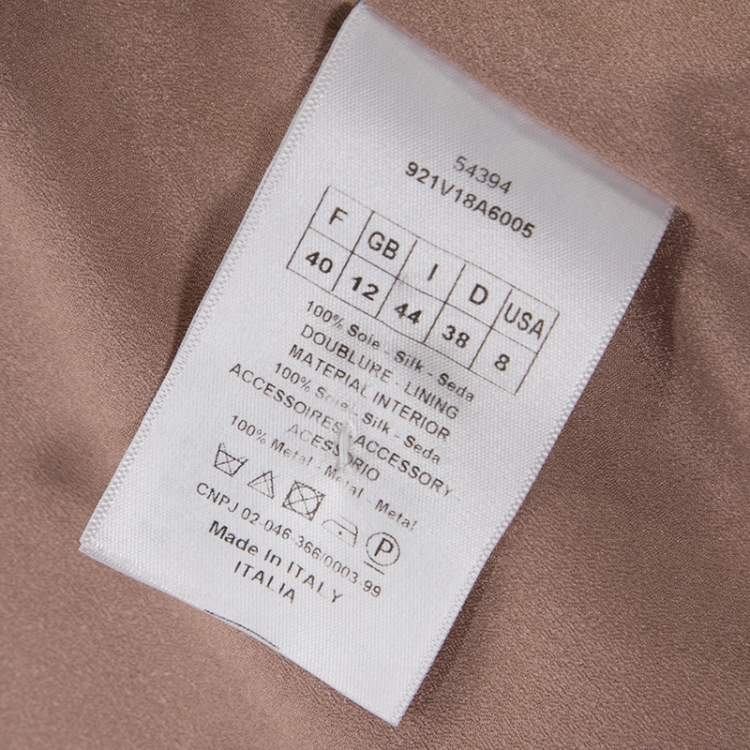 54394
921V18A6005
F GB I D USA
40 12 44 38 8
100% Soie - Silk - Seda
DOUBLURE - LINING
MATERIAL INTERIOR
100% Soie - Silk - Seda
ACCESSOIRES - ACCESSORY
ACESSÓRIO
100% Metal - Metal - Metal
P
CNPJ 02-046-366/0003-99
Made In ITALY
ITALIA